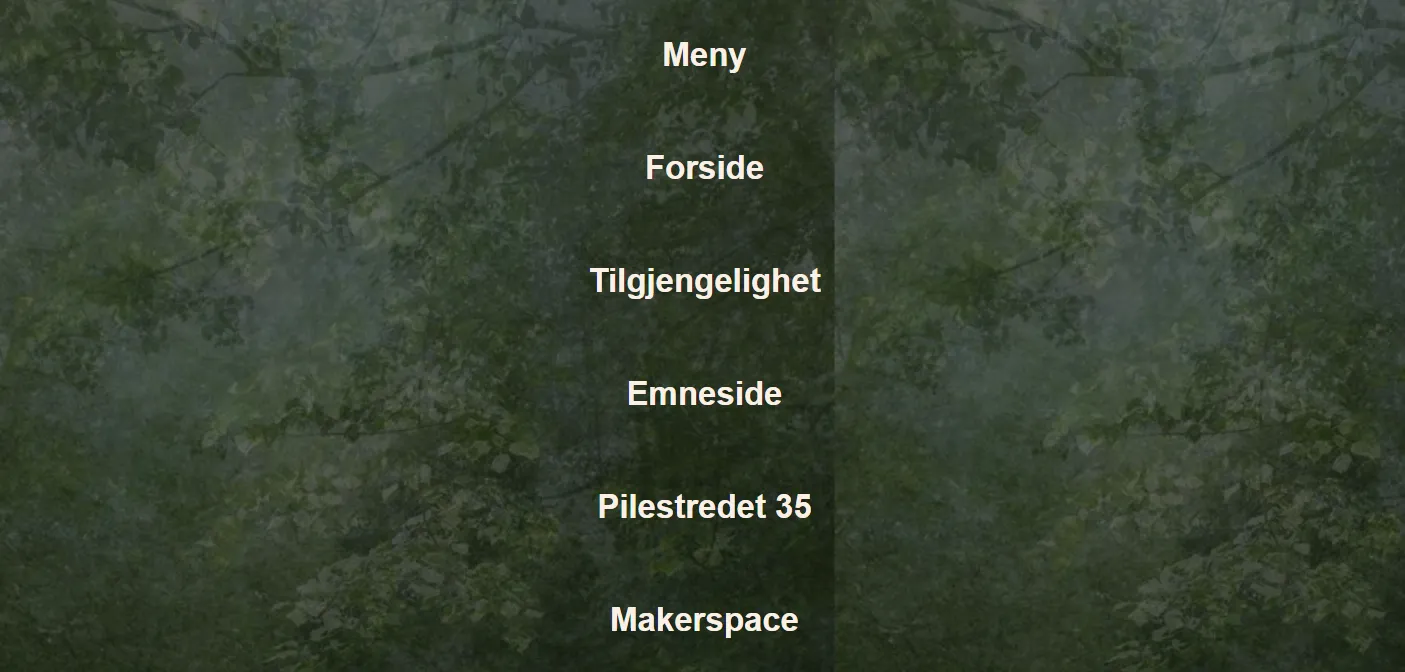 Meny
Forside
Tilgjengelighet
Emneside
Pilestredet 35
Makerspace